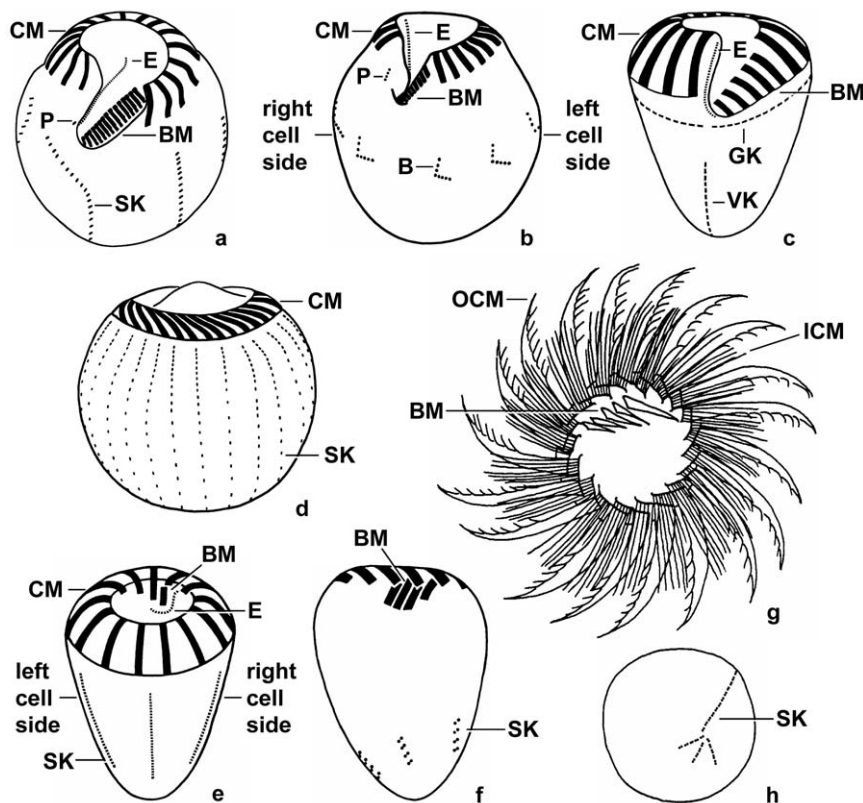 CM
E
P
BM
SK
a
CM
E
P
BM
right
cell
side
left
cell
side
B
b
CM
E
BM
GK
VK
c
CM
SK
d
OCM
ICM
BM
g
BM
CM
E
left
cell
side
right
cell
side
SK
e
BM
SK
f
SK
h